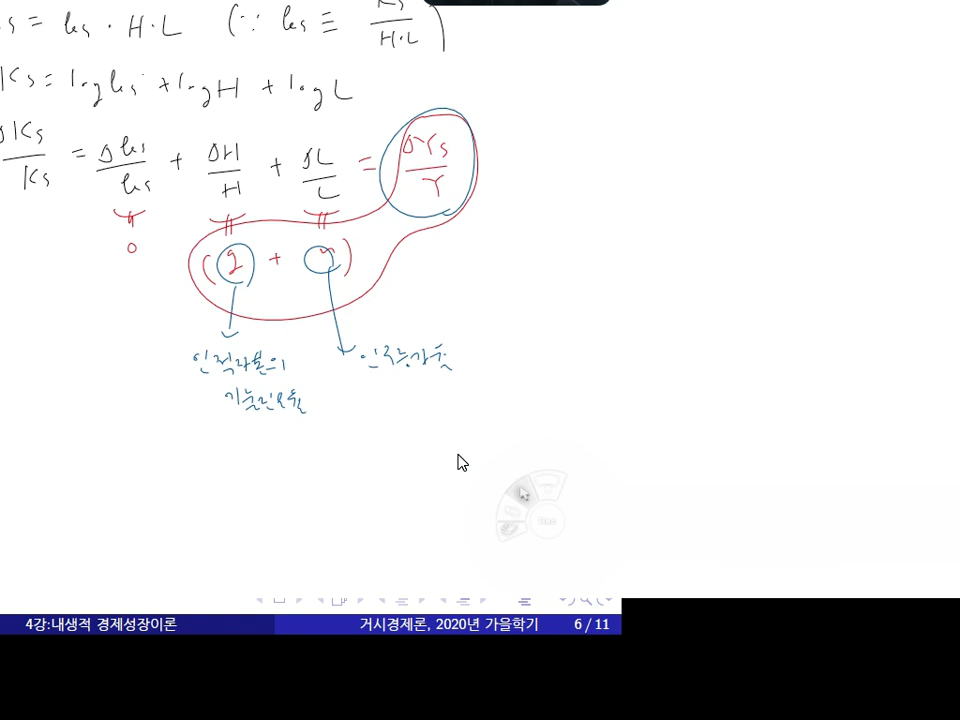 s = ks · H·L (∵ ks ≡ Ks / H·L )
Ks = log ks + log H + log L
ΔKs / Ks = Δks / ks + ΔH / H + ΔL / L = ΔYs / Y
0 ( g + n )
인적자본의 인구증가율
4강:내생적 경제성장이론 거시경제론, 2020년 가을학기 6 / 11